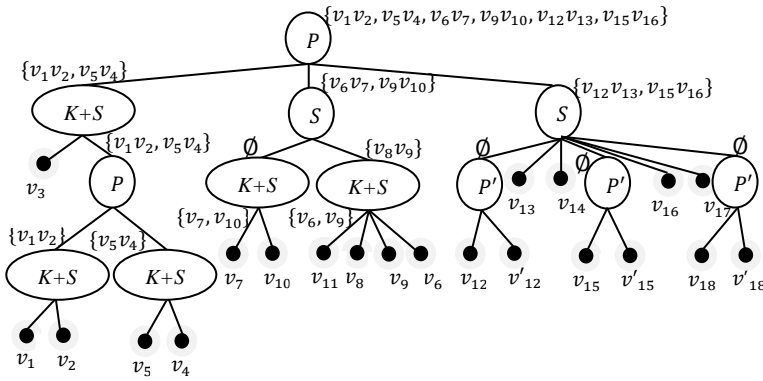 {v₁v₂, v₅v₄, v₆v₇, v₉v₁₀, v₁₂v₁₃, v₁₅v₁₆}
P
{v₁v₂, v₅v₄}
{v₆v₇, v₉v₁₀}
{v₁₂v₁₃, v₁₅v₁₆}
K+S
S
S
{v₁v₂, v₅v₄}
∅
{v₈v₉}
∅
∅
∅
v₃
P
K+S
K+S
P'
v₁₃
v₁₄
P'
v₁₆
v₁₇
P'
{v₁v₂}
{v₅v₄}
{v₇, v₁₀}
{v₆, v₉}
K+S
K+S
v₇
v₁₀
v₁₁
v₈
v₉
v₆
v₁₂
v'₁₂
v₁₅
v'₁₅
v₁₈
v'₁₈
v₁
v₂
v₅
v₄